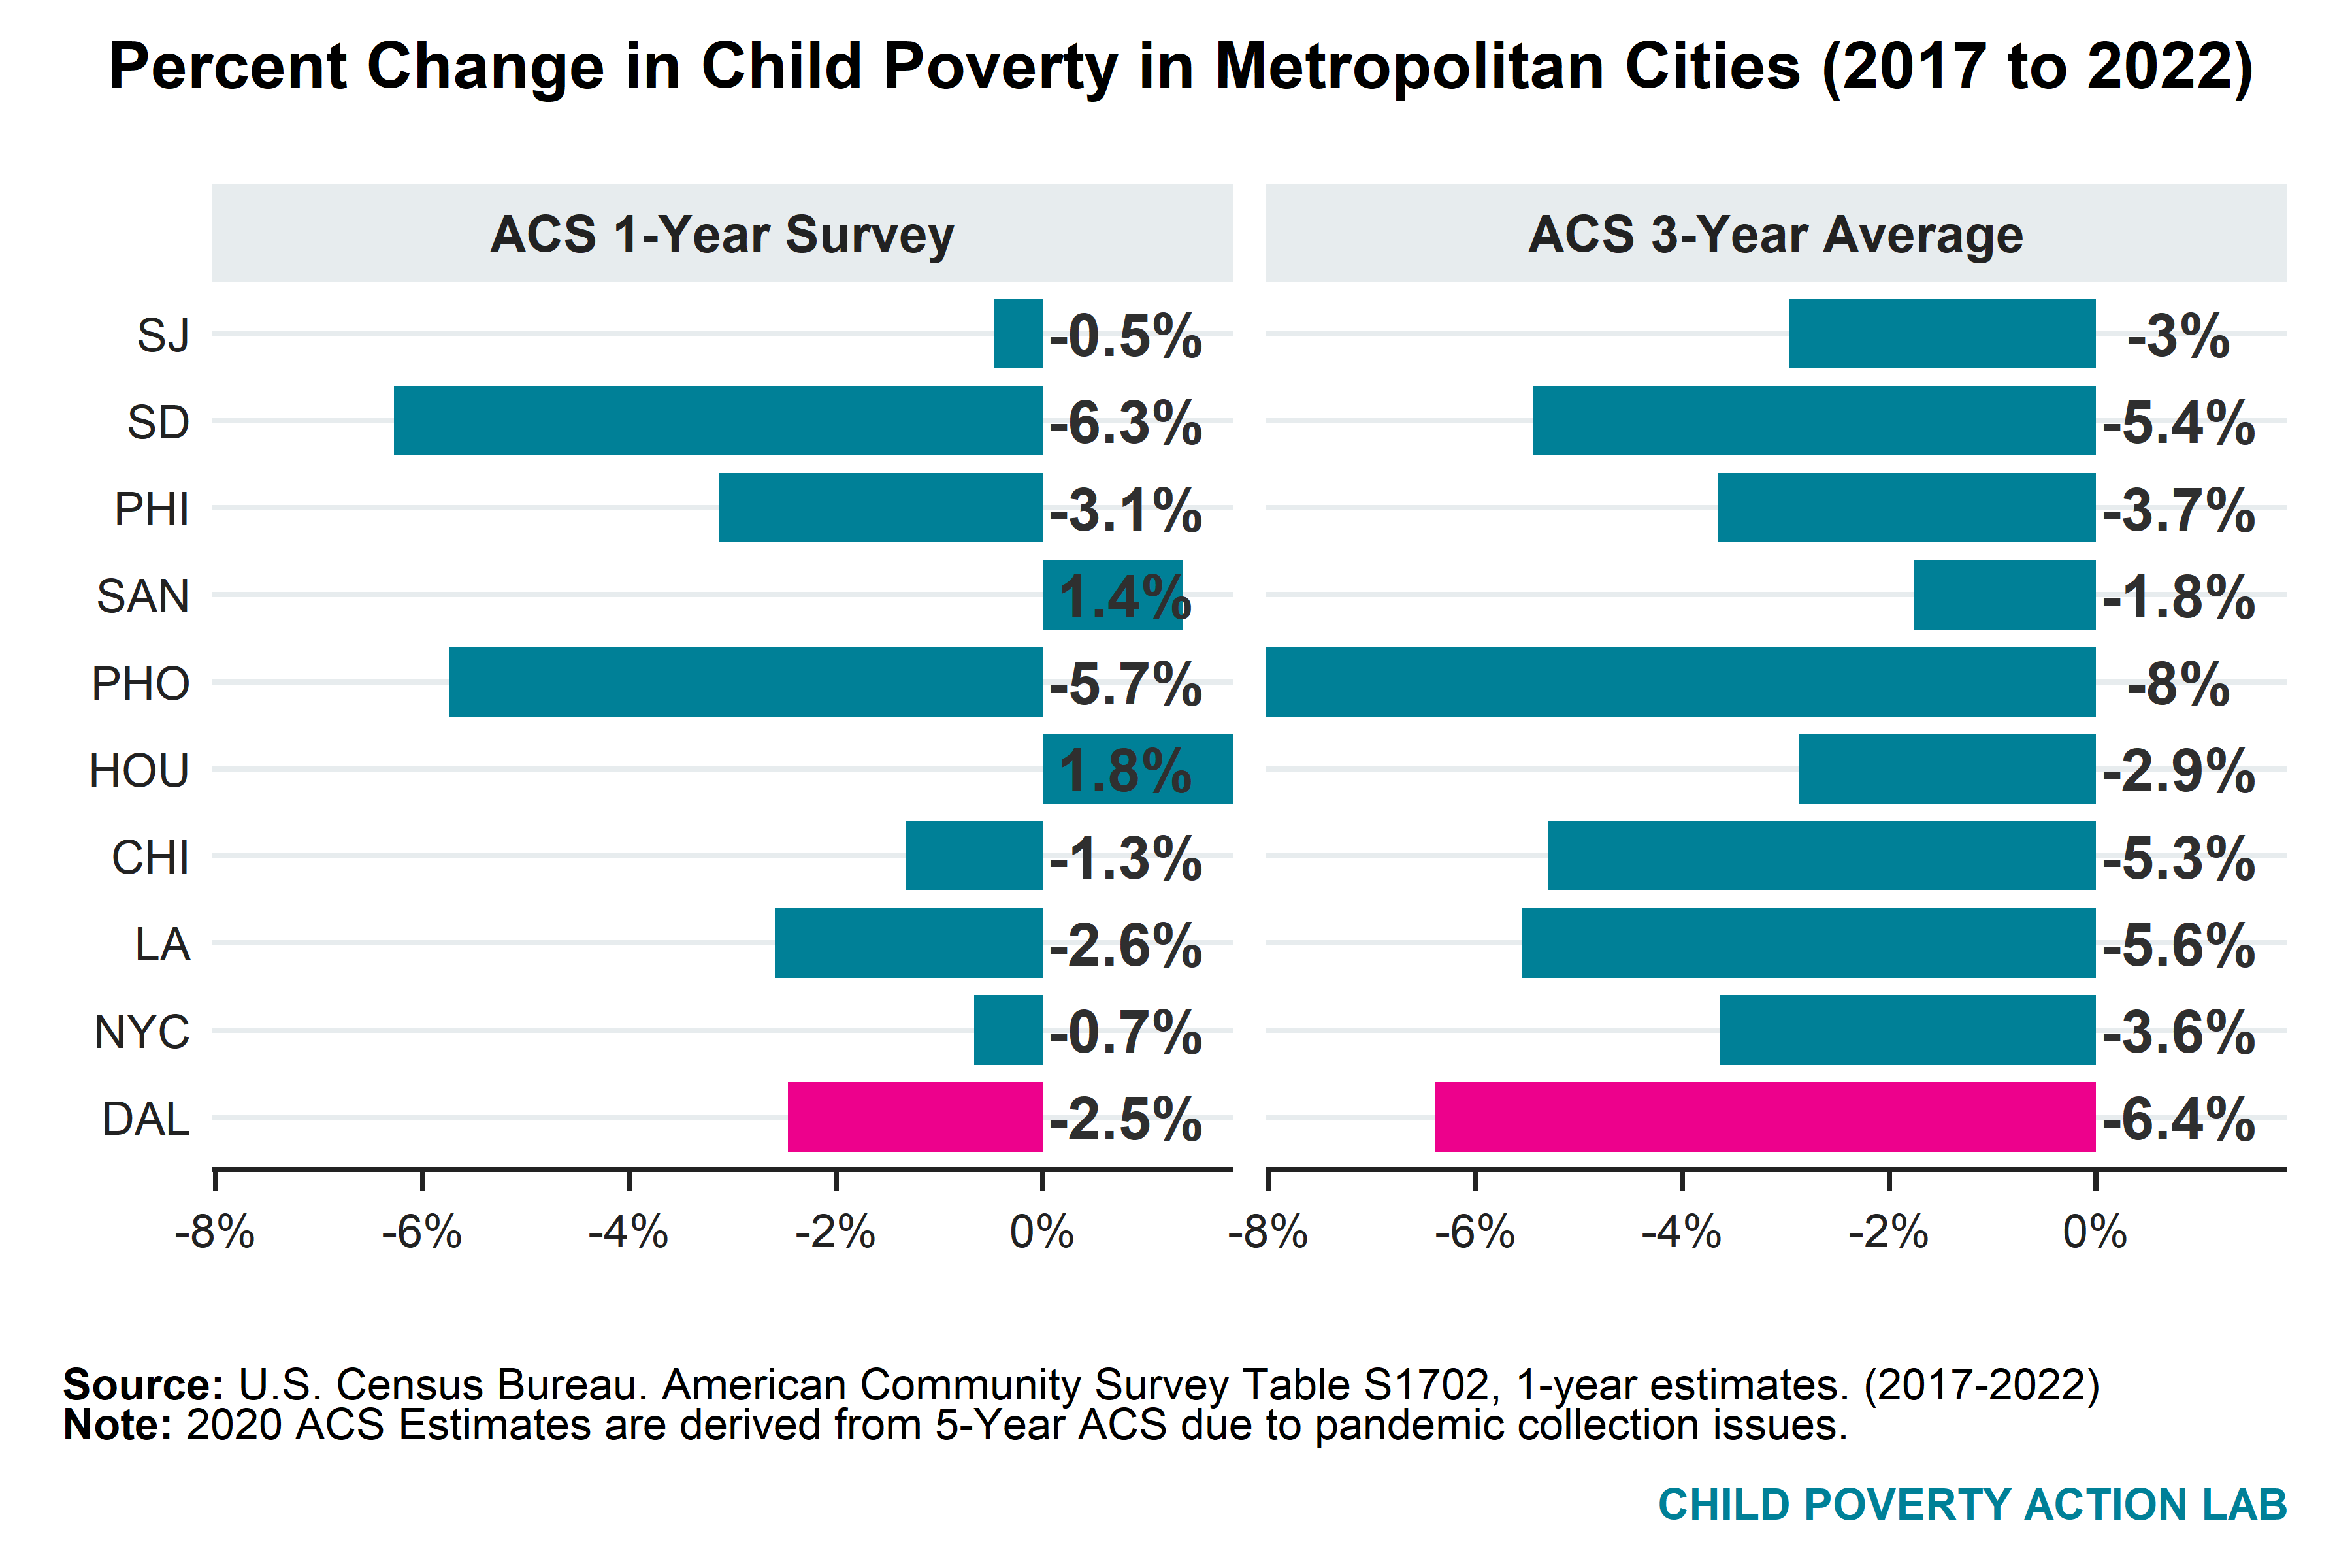 Percent Change in Child Poverty in Metropolitan Cities (2017 to 2022)
ACS 1-Year Survey
ACS 3-Year Average
SJ -0.5% -3%
SD -6.3% -5.4%
PHI -3.1% -3.7%
SAN 1.4% -1.8%
PHO -5.7% -8%
HOU 1.8% -2.9%
CHI -1.3% -5.3%
LA -2.6% -5.6%
NYC -0.7% -3.6%
DAL -2.5% -6.4%
-8% -6% -4% -2% 0% -8% -6% -4% -2% 0%
Source: U.S. Census Bureau. American Community Survey Table S1702, 1-year estimates. (2017-2022)
Note: 2020 ACS Estimates are derived from 5-Year ACS due to pandemic collection issues.
CHILD POVERTY ACTION LAB